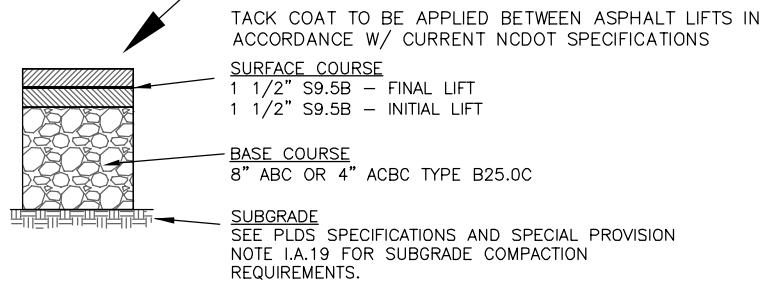 TACK COAT TO BE APPLIED BETWEEN ASPHALT LIFTS IN
ACCORDANCE W/ CURRENT NCDOT SPECIFICATIONS
SURFACE COURSE
1 1/2" S9.5B – FINAL LIFT
1 1/2" S9.5B – INITIAL LIFT
BASE COURSE
8" ABC OR 4" ACBC TYPE B25.0C
SUBGRADE
SEE PLDS SPECIFICATIONS AND SPECIAL PROVISION
NOTE I.A.19 FOR SUBGRADE COMPACTION
REQUIREMENTS.